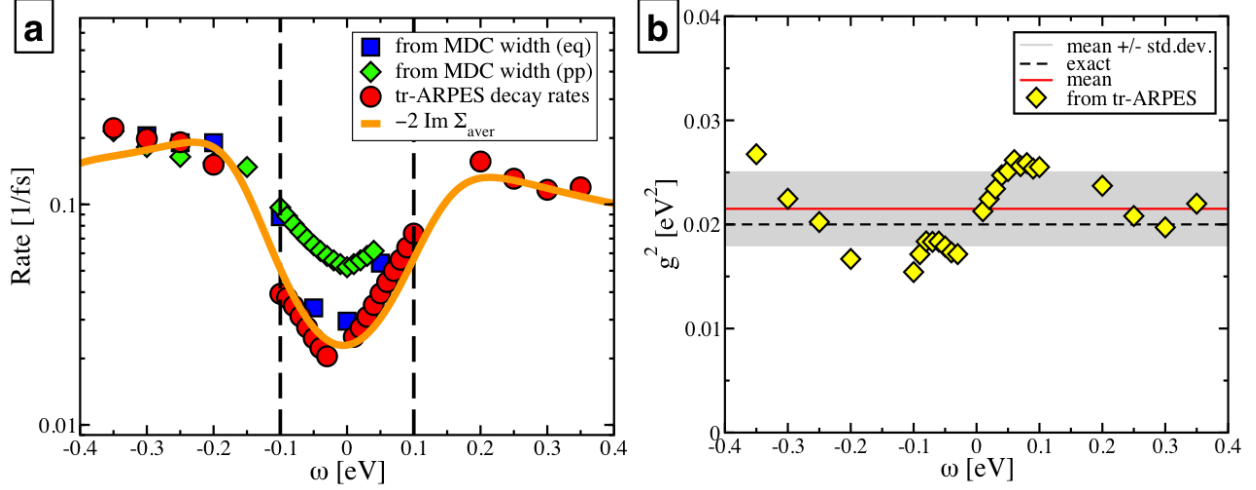 a
from MDC width (eq)
from MDC width (pp)
tr-ARPES decay rates
−2 Im Σaver
Rate [1/fs]
0.1
0.01
-0.4 -0.3 -0.2 -0.1 0 0.1 0.2 0.3 0.4
ω [eV]
b
mean +/- std.dev.
exact
mean
from tr-ARPES
g² [eV²]
0.04
0.03
0.02
0.01
0
-0.4 -0.3 -0.2 -0.1 0 0.1 0.2 0.3 0.4
ω [eV]